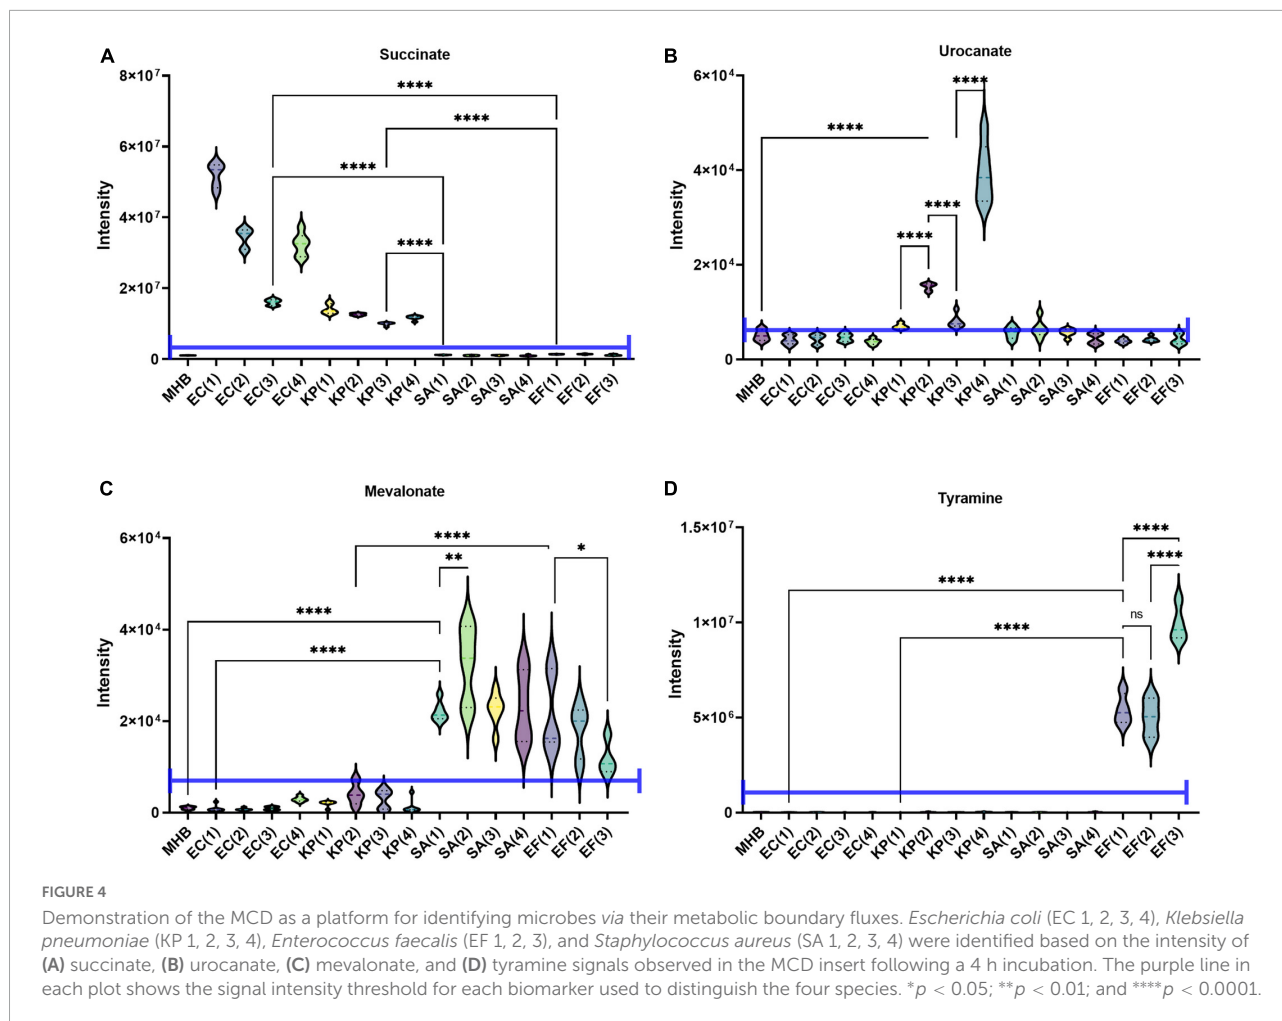 A
Succinate
Intensity
8×10⁷
6×10⁷
4×10⁷
2×10⁷
0
****
****
****
****
MHB
EC(1)
EC(2)
EC(3)
EC(4)
KP(1)
KP(2)
KP(3)
KP(4)
SA(1)
SA(2)
SA(3)
SA(4)
EF(1)
EF(2)
EF(3)
B
Urocanate
Intensity
6×10⁴
4×10⁴
2×10⁴
0
****
****
****
****
MHB
EC(1)
EC(2)
EC(3)
EC(4)
KP(1)
KP(2)
KP(3)
KP(4)
SA(1)
SA(2)
SA(3)
SA(4)
EF(1)
EF(2)
EF(3)
C
Mevalonate
Intensity
6×10⁴
4×10⁴
2×10⁴
0
****
**
*
****
****
MHB
EC(1)
EC(2)
EC(3)
EC(4)
KP(1)
KP(2)
KP(3)
KP(4)
SA(1)
SA(2)
SA(3)
SA(4)
EF(1)
EF(2)
EF(3)
D
Tyramine
Intensity
1.5×10⁷
1×10⁷
5×10⁶
0
****
****
****
ns
****
MHB
EC(1)
EC(2)
EC(3)
EC(4)
KP(1)
KP(2)
KP(3)
KP(4)
SA(1)
SA(2)
SA(3)
SA(4)
EF(1)
EF(2)
EF(3)
FIGURE 4
Demonstration of the MCD as a platform for identifying microbes via their metabolic boundary fluxes. Escherichia coli (EC 1, 2, 3, 4), Klebsiella
pneumoniae (KP 1, 2, 3, 4), Enterococcus faecalis (EF 1, 2, 3), and Staphylococcus aureus (SA 1, 2, 3, 4) were identified based on the intensity of
(A) succinate, (B) urocanate, (C) mevalonate, and (D) tyramine signals observed in the MCD insert following a 4 h incubation. The purple line in
each plot shows the signal intensity threshold for each biomarker used to distinguish the four species. *p < 0.05; **p < 0.01; and ****p < 0.0001.